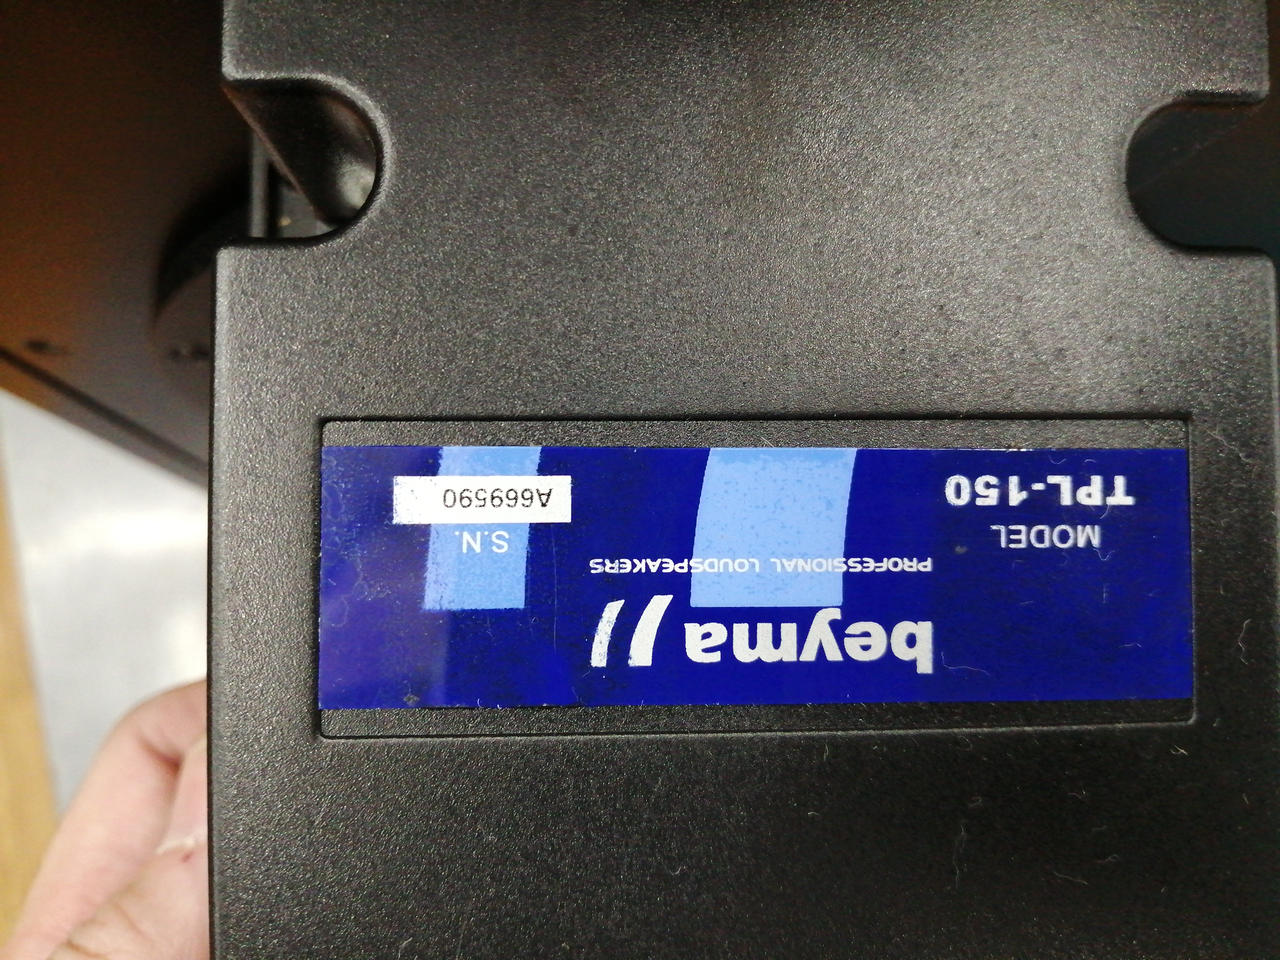 beyma
PROFESSIONAL LOUDSPEAKERS
MODEL
TPL-150
S.N.
A669590